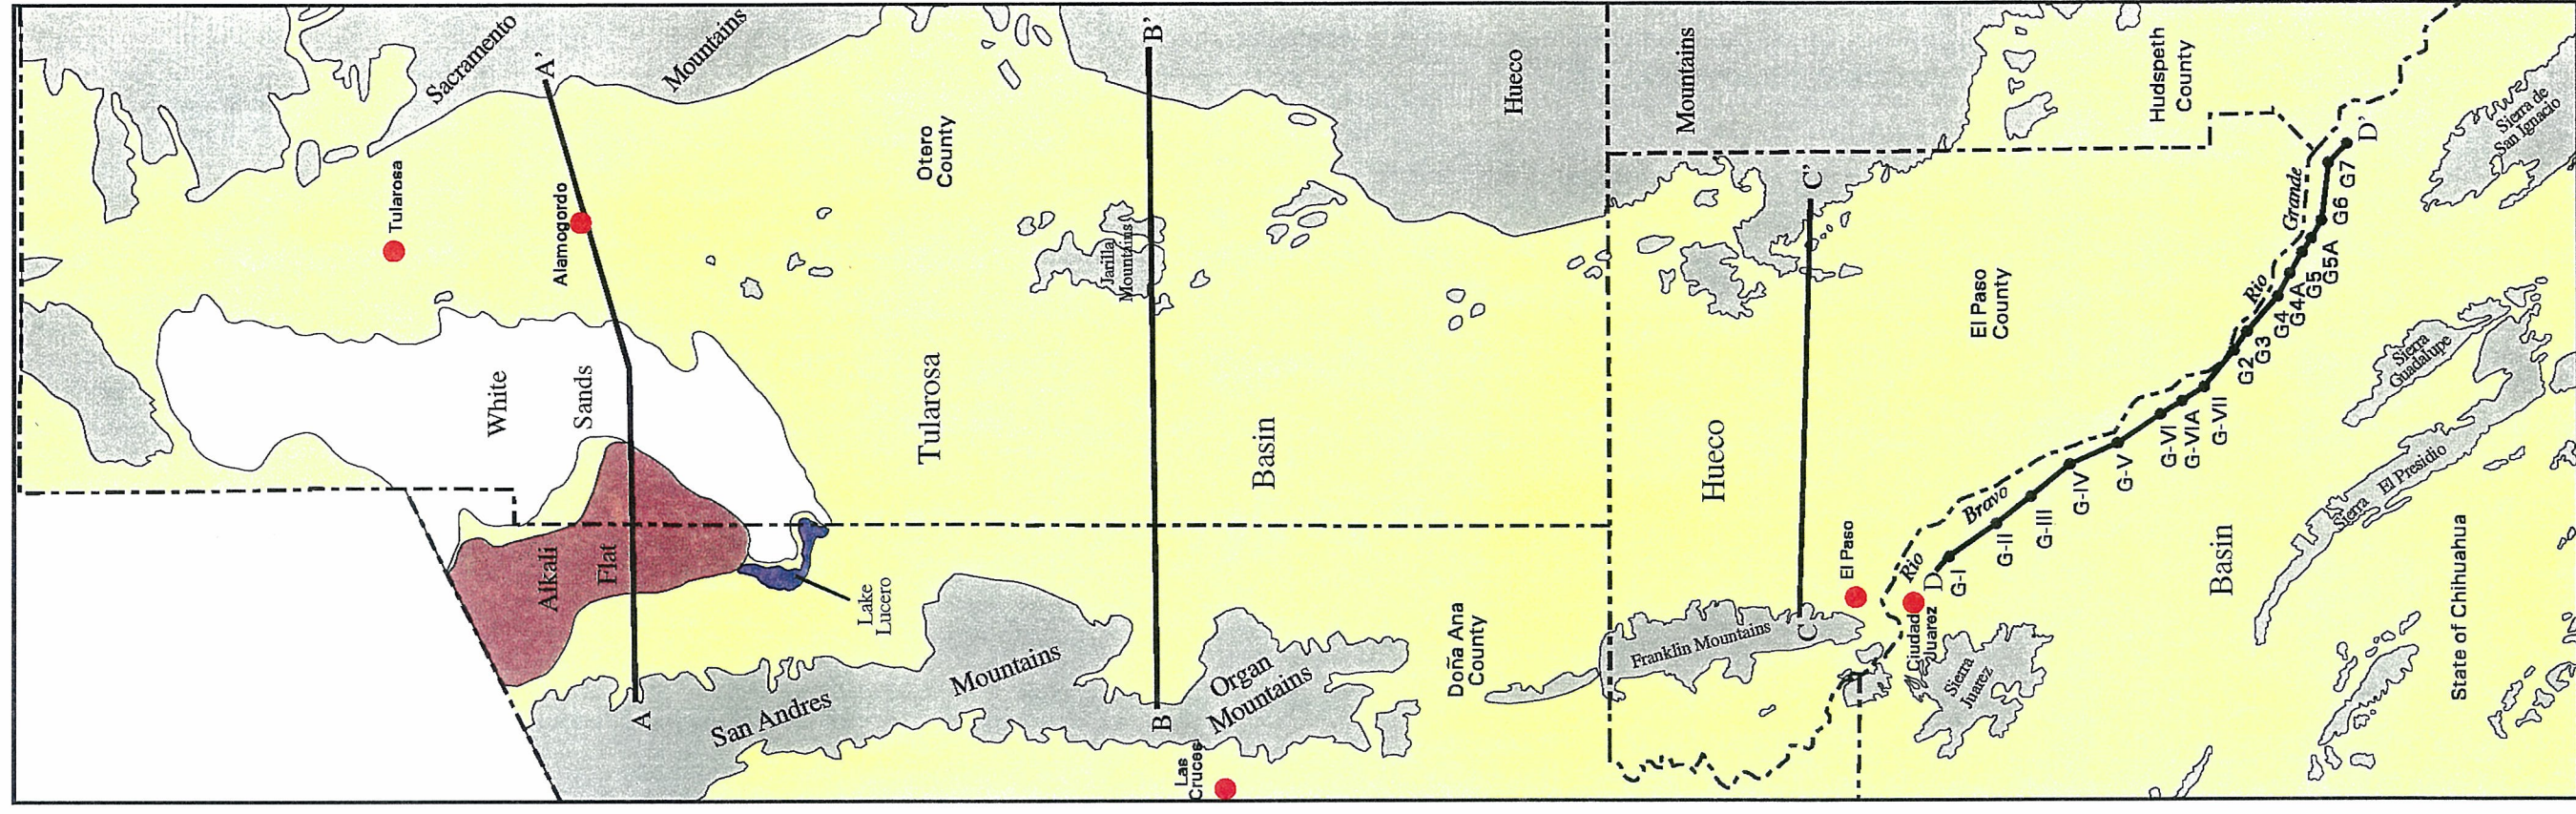 Sacramento
Mountains
A'
B'
Hueco
Mountains
Hudspeth
County
Sierra de
San Ignacio
Tularosa
Alamogordo
Otero
County
Jarilla
Mountains
C'
El Paso
County
Rio
Grande
D'
G7
G6
G5A
G5
G4A
G4
G3
G2
Sierra
Guadalupe
White
Sands
Tularosa
Basin
Hueco
G-VII
G-VIA
G-VI
G-V
G-IV
G-III
G-II
G-I
D
Rio
Bravo
Sierra
El Presidio
Alkali
Flat
Lake
Lucero
El Paso
Ciudad
Juarez
Basin
State of Chihuahua
A
San Andres
Mountains
B
Organ
Mountains
Las
Cruces
Doña Ana
County
Franklin Mountains
C
Sierra
Juarez